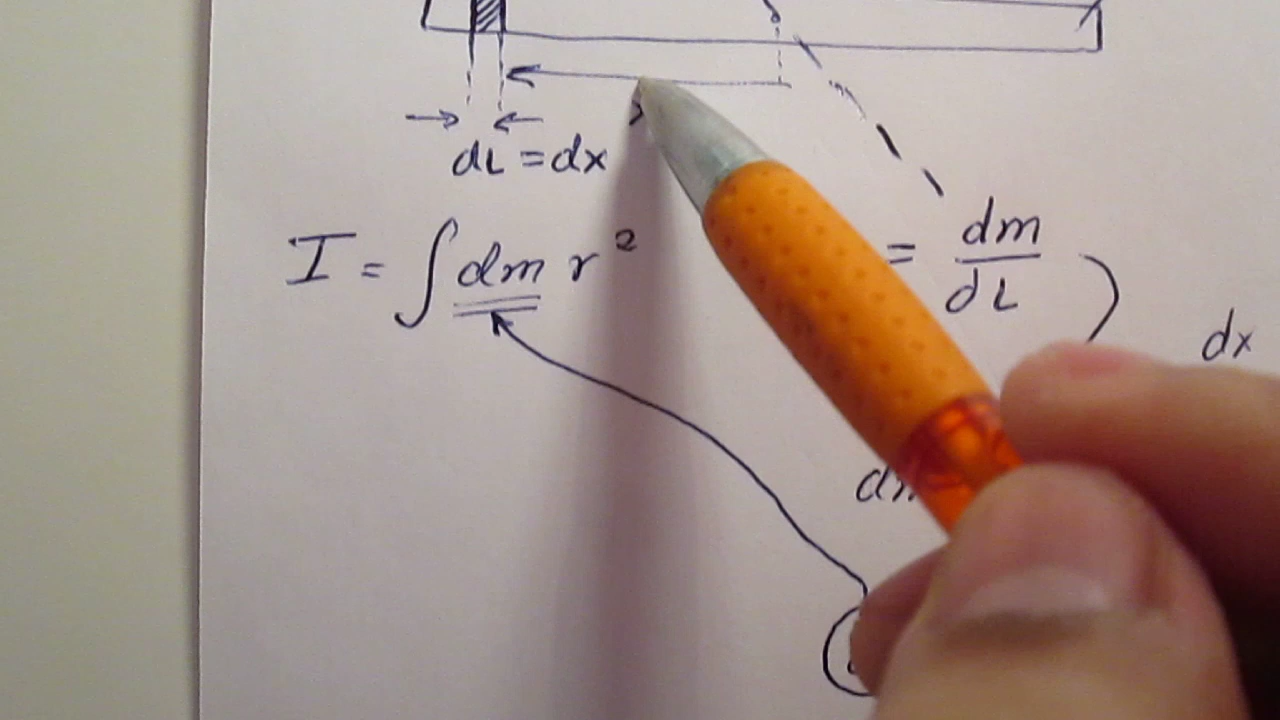 dL = dx
I = ∫ dm r²
= dm/dL )
dx